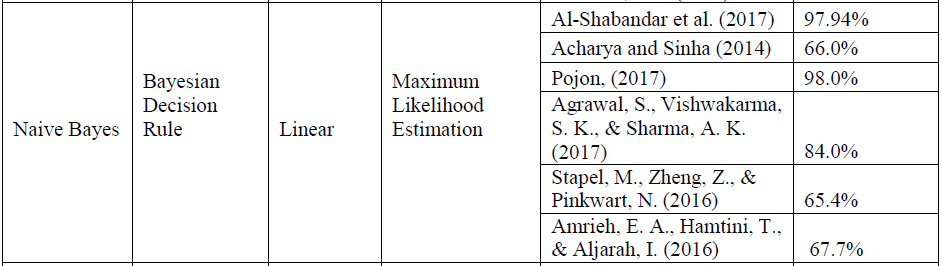 Naive Bayes
Bayesian
Decision
Rule
Linear
Maximum
Likelihood
Estimation
Al-Shabandar et al. (2017)
97.94%
Acharya and Sinha (2014)
66.0%
Pojon, (2017)
98.0%
Agrawal, S., Vishwakarma,
S. K., & Sharma, A. K.
(2017)
84.0%
Stapel, M., Zheng, Z., &
Pinkwart, N. (2016)
65.4%
Amrieh, E. A., Hamtini, T.,
& Aljarah, I. (2016)
67.7%